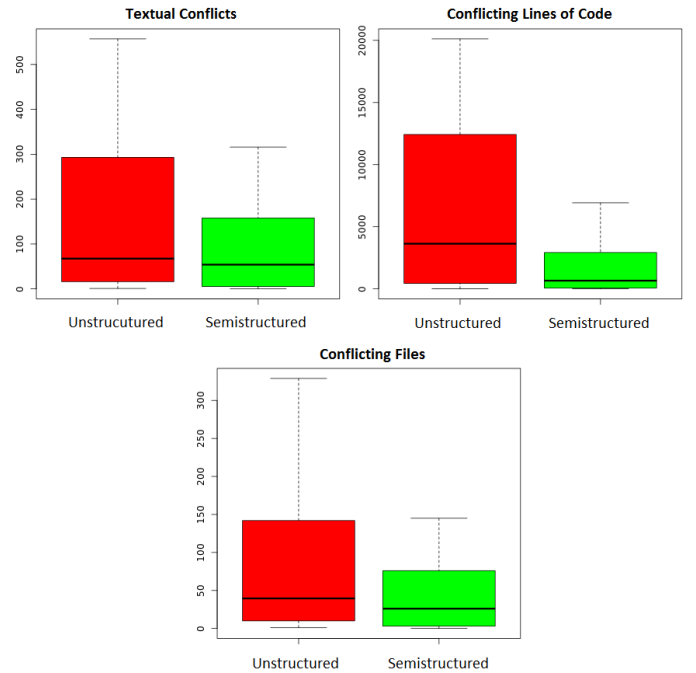 Textual Conflicts
0
100
200
300
400
500
Unstrucutured
Semistructured
Conflicting Lines of Code
0
5000
10000
15000
20000
Unstructured
Semistructured
Conflicting Files
0
50
100
150
200
250
300
Unstructured
Semistructured